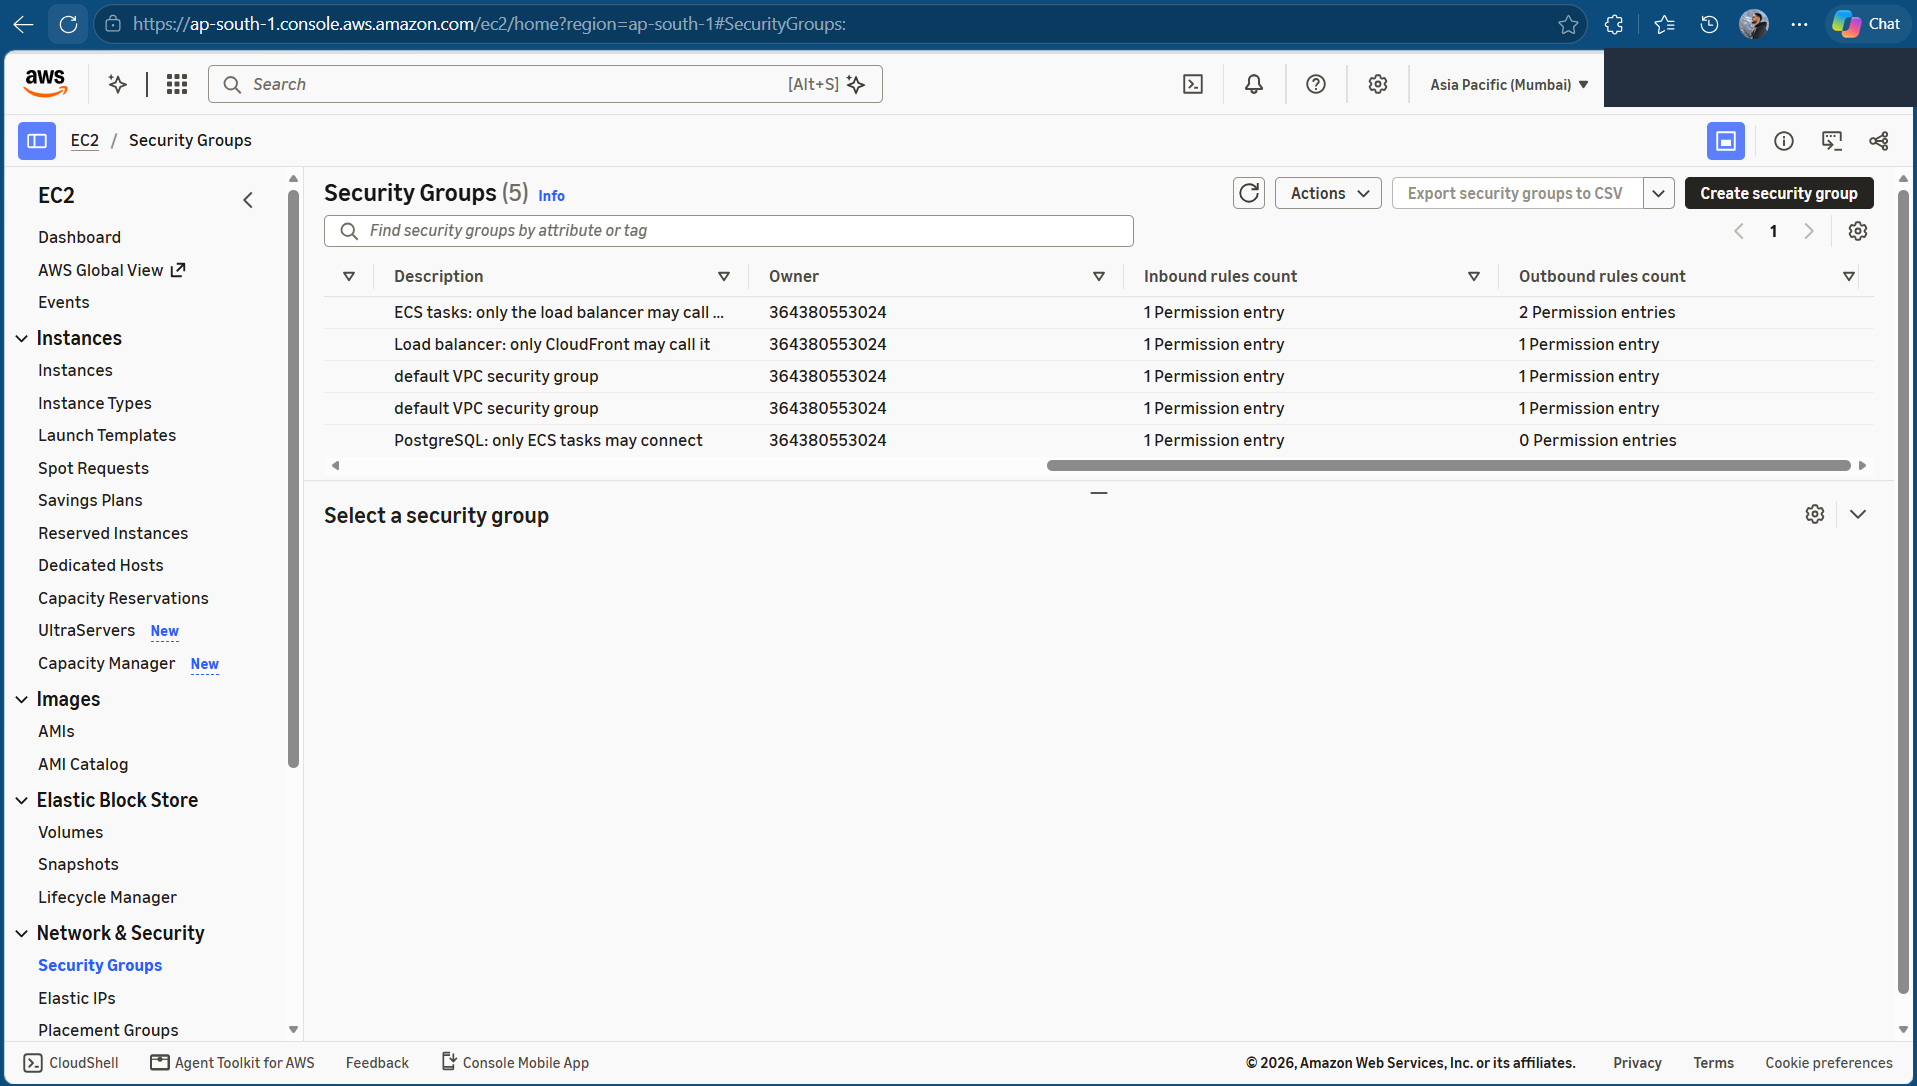 https://ap-south-1.console.aws.amazon.com/ec2/home?region=ap-south-1#SecurityGroups:
Chat
aws
Search
[Alt+S]
Asia Pacific (Mumbai)
EC2 / Security Groups
EC2
Dashboard
AWS Global View
Events
Instances
Instances
Instance Types
Launch Templates
Spot Requests
Savings Plans
Reserved Instances
Dedicated Hosts
Capacity Reservations
UltraServers New
Capacity Manager New
Images
AMIs
AMI Catalog
Elastic Block Store
Volumes
Snapshots
Lifecycle Manager
Network & Security
Security Groups
Elastic IPs
Placement Groups
Security Groups (5) Info
Actions
Export security groups to CSV
Create security group
Find security groups by attribute or tag
1
Description Owner Inbound rules count Outbound rules count
ECS tasks: only the load balancer may call ... 364380553024 1 Permission entry 2 Permission entries
Load balancer: only CloudFront may call it 364380553024 1 Permission entry 1 Permission entry
default VPC security group 364380553024 1 Permission entry 1 Permission entry
default VPC security group 364380553024 1 Permission entry 1 Permission entry
PostgreSQL: only ECS tasks may connect 364380553024 1 Permission entry 0 Permission entries
Select a security group
CloudShell Agent Toolkit for AWS Feedback Console Mobile App
© 2026, Amazon Web Services, Inc. or its affiliates. Privacy Terms Cookie preferences